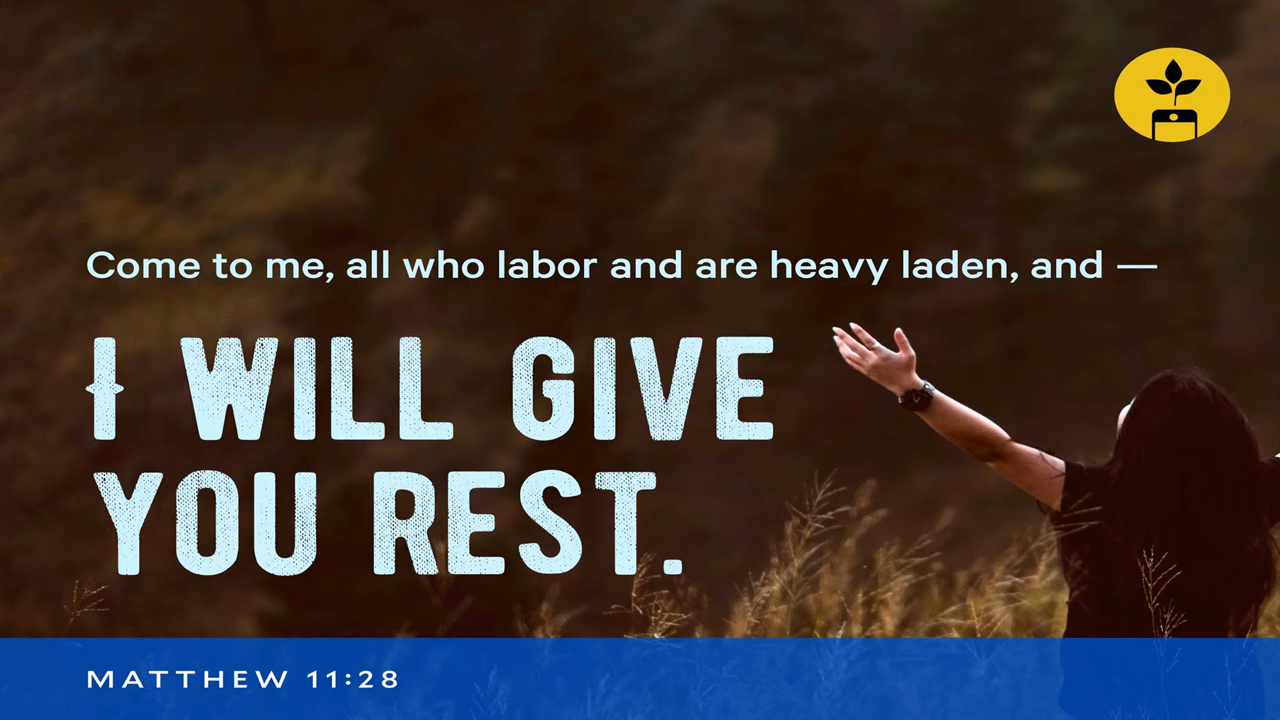 Come to me, all who labor and are heavy laden, and —
I WILL GIVE
YOU REST.
MATTHEW 11:28